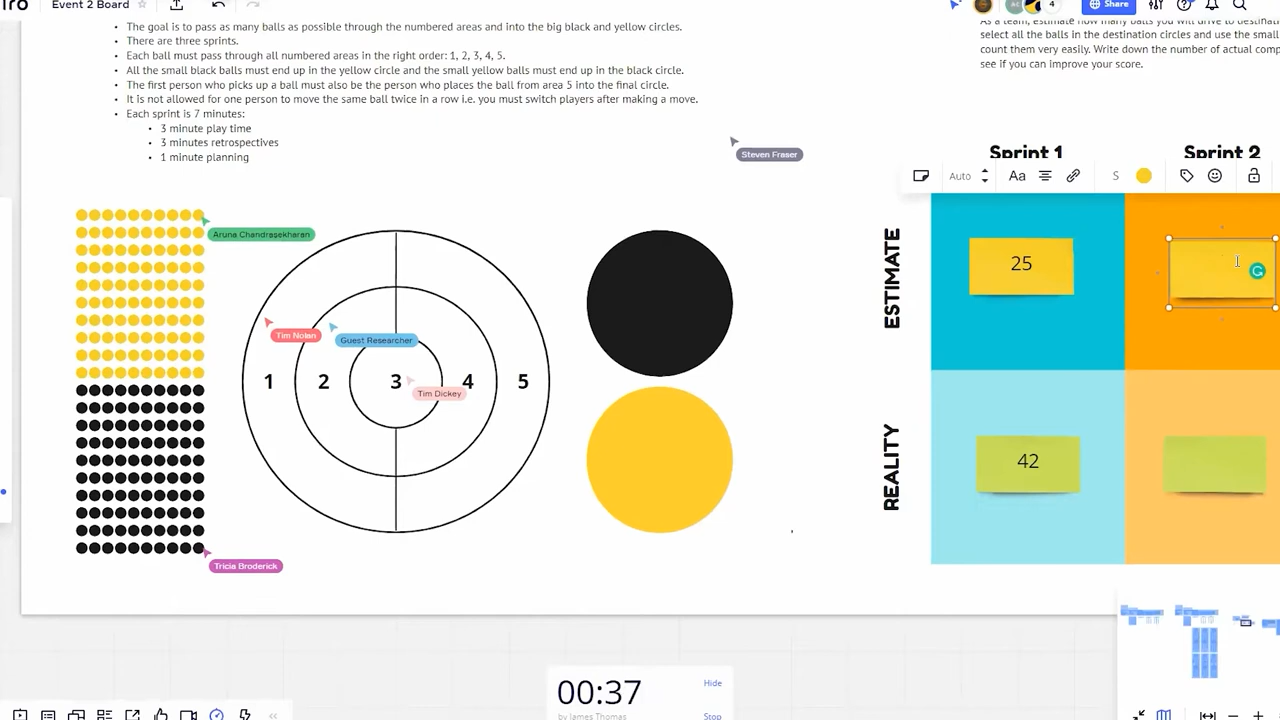 Event 2 Board
4
Share
The goal is to pass as many balls as possible through the numbered areas and into the big black and yellow circles.
There are three sprints.
Each ball must pass through all numbered areas in the right order: 1, 2, 3, 4, 5.
All the small black balls must end up in the yellow circle and the small yellow balls must end up in the black circle.
The first person who picks up a ball must also be the person who places the ball from area 5 into the final circle.
It is not allowed for one person to move the same ball twice in a row i.e. you must switch players after making a move.
Each sprint is 7 minutes:
3 minute play time
3 minutes retrospectives
1 minute planning
As a team, estimate how many balls you will drive to
select all the balls in the destination circles and use the small
count them very easily. Write down the number of actual
see if you can improve your score.
Steven Fraser
Sprint 1
Sprint 2
Auto
Aa
S
Aruna Chandrasekharan
Tim Nolan
Guest Researcher
Tim Dickey
Tricia Broderick
1
2
3
4
5
ESTIMATE
25
REALITY
42
00:37
Hide
by James Thomas
Stop